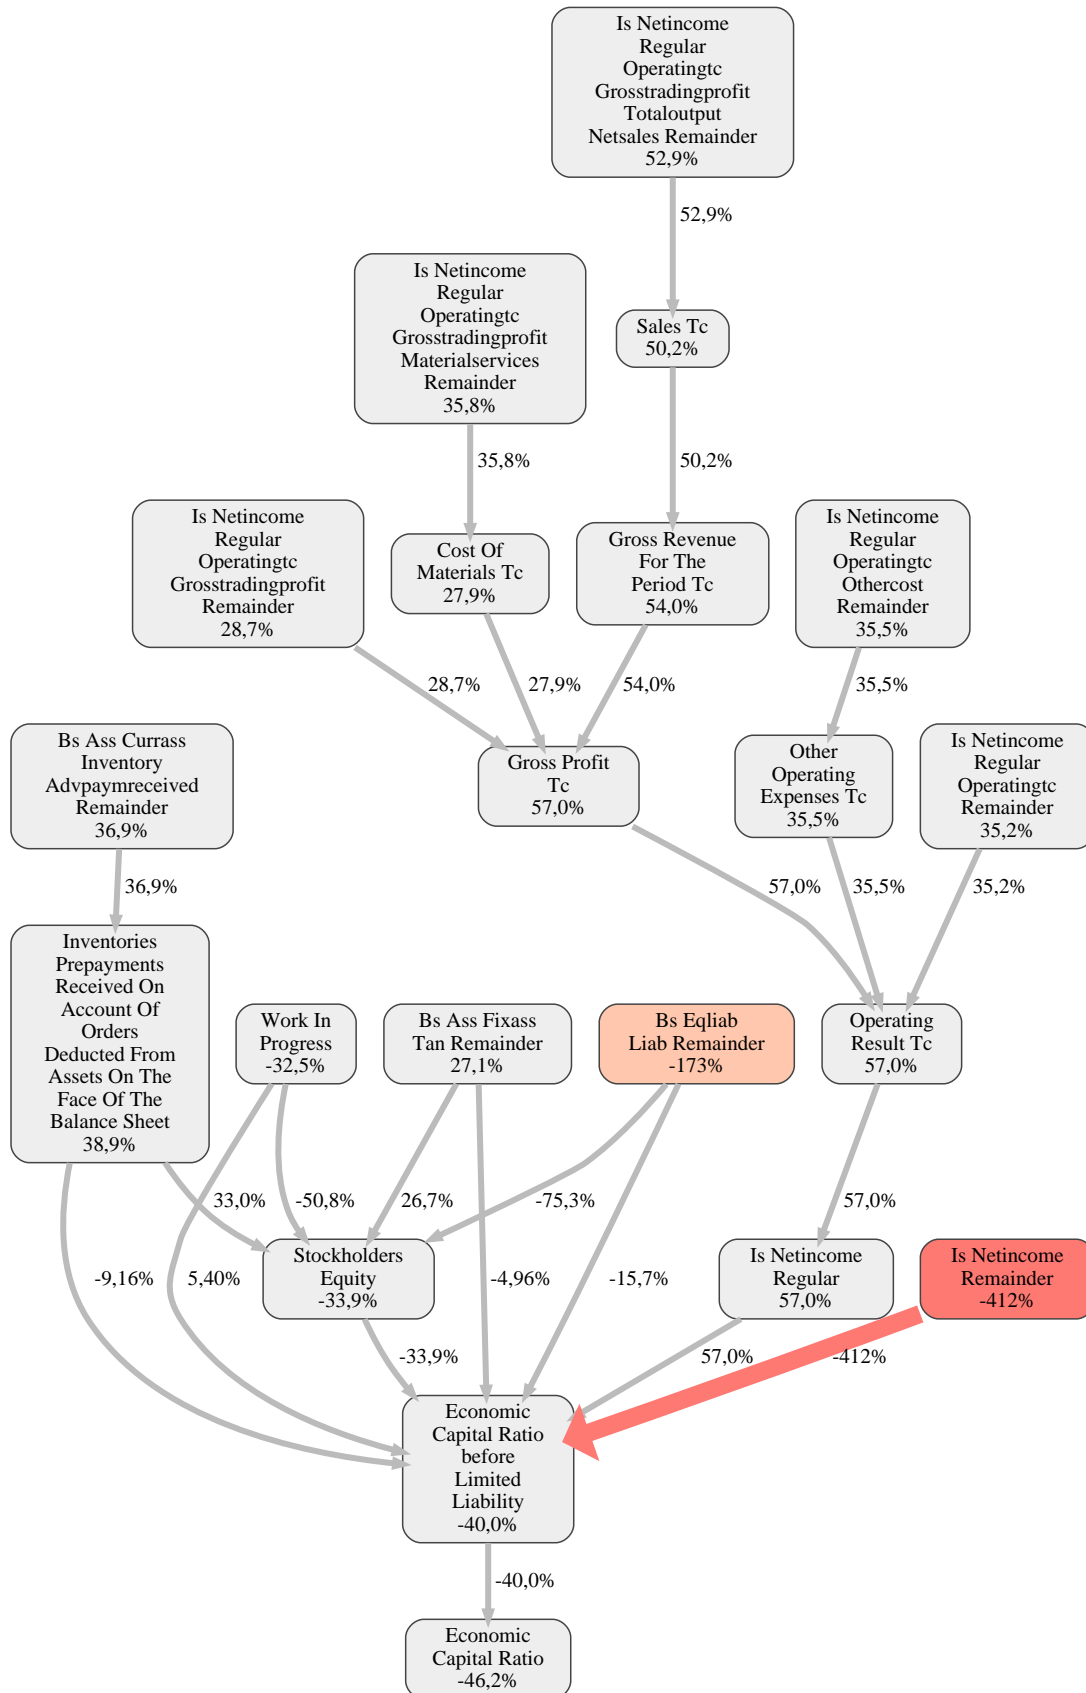 Is Netincome
Regular
Operatingtc
Grosstradingprofit
Totaloutput
Netsales Remainder
52,9%
52,9%
Is Netincome
Regular
Operatingtc
Grosstradingprofit
Materialservices
Remainder
35,8%
Sales Tc
50,2%
35,8%
50,2%
Is Netincome
Regular
Operatingtc
Grosstradingprofit
Remainder
28,7%
Cost Of
Materials Tc
27,9%
Gross Revenue
For The
Period Tc
54,0%
Is Netincome
Regular
Operatingtc
Othercost
Remainder
35,5%
28,7%
27,9%
54,0%
35,5%
Bs Ass Currass
Inventory
Advpaymreceived
Remainder
36,9%
Gross Profit
Tc
57,0%
Other
Operating
Expenses Tc
35,5%
Is Netincome
Regular
Operatingtc
Remainder
35,2%
36,9%
57,0%
35,5%
35,2%
Inventories
Prepayments
Received On
Account Of
Orders
Deducted From
Assets On The
Face Of The
Balance Sheet
38,9%
Work In
Progress
-32,5%
Bs Ass Fixass
Tan Remainder
27,1%
Bs Eqliab
Liab Remainder
-173%
Operating
Result Tc
57,0%
33,0%
-50,8%
26,7%
-75,3%
57,0%
Stockholders
Equity
-33,9%
Is Netincome
Regular
57,0%
Is Netincome
Remainder
-412%
-9,16%
5,40%
-4,96%
-15,7%
-33,9%
57,0%
-412%
Economic
Capital Ratio
before
Limited
Liability
-40,0%
-40,0%
Economic
Capital Ratio
-46,2%